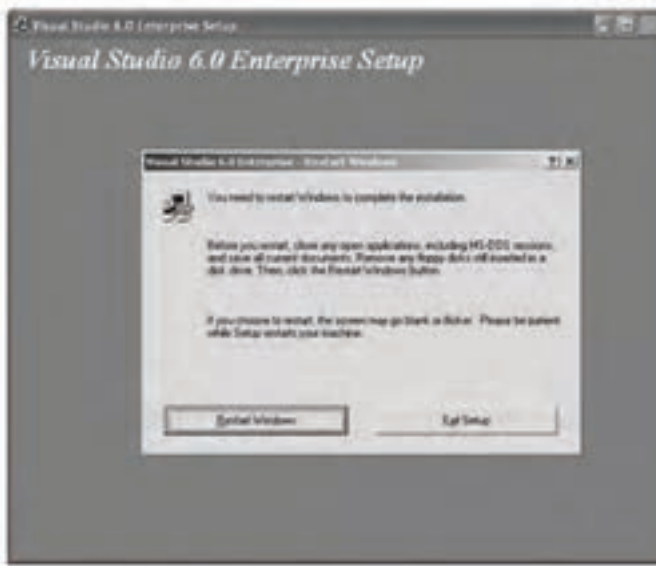 Visual Studio 6.0 Enterprise Setup
Visual Studio 6.0 Enterprise Setup
Visual Studio 6.0 Enterprise - Restart Windows
You need to restart Windows to complete the installation.
Before you restart, close any open applications, including MS-DOS sessions,
and save all current documents. Remove any floppy disks still inserted in a
disk drive. Then, click the Restart Windows button.
If you choose to restart, the screen may go blank or flicker. Please be patient
while Setup restarts your machine.
Restart Windows
Exit Setup